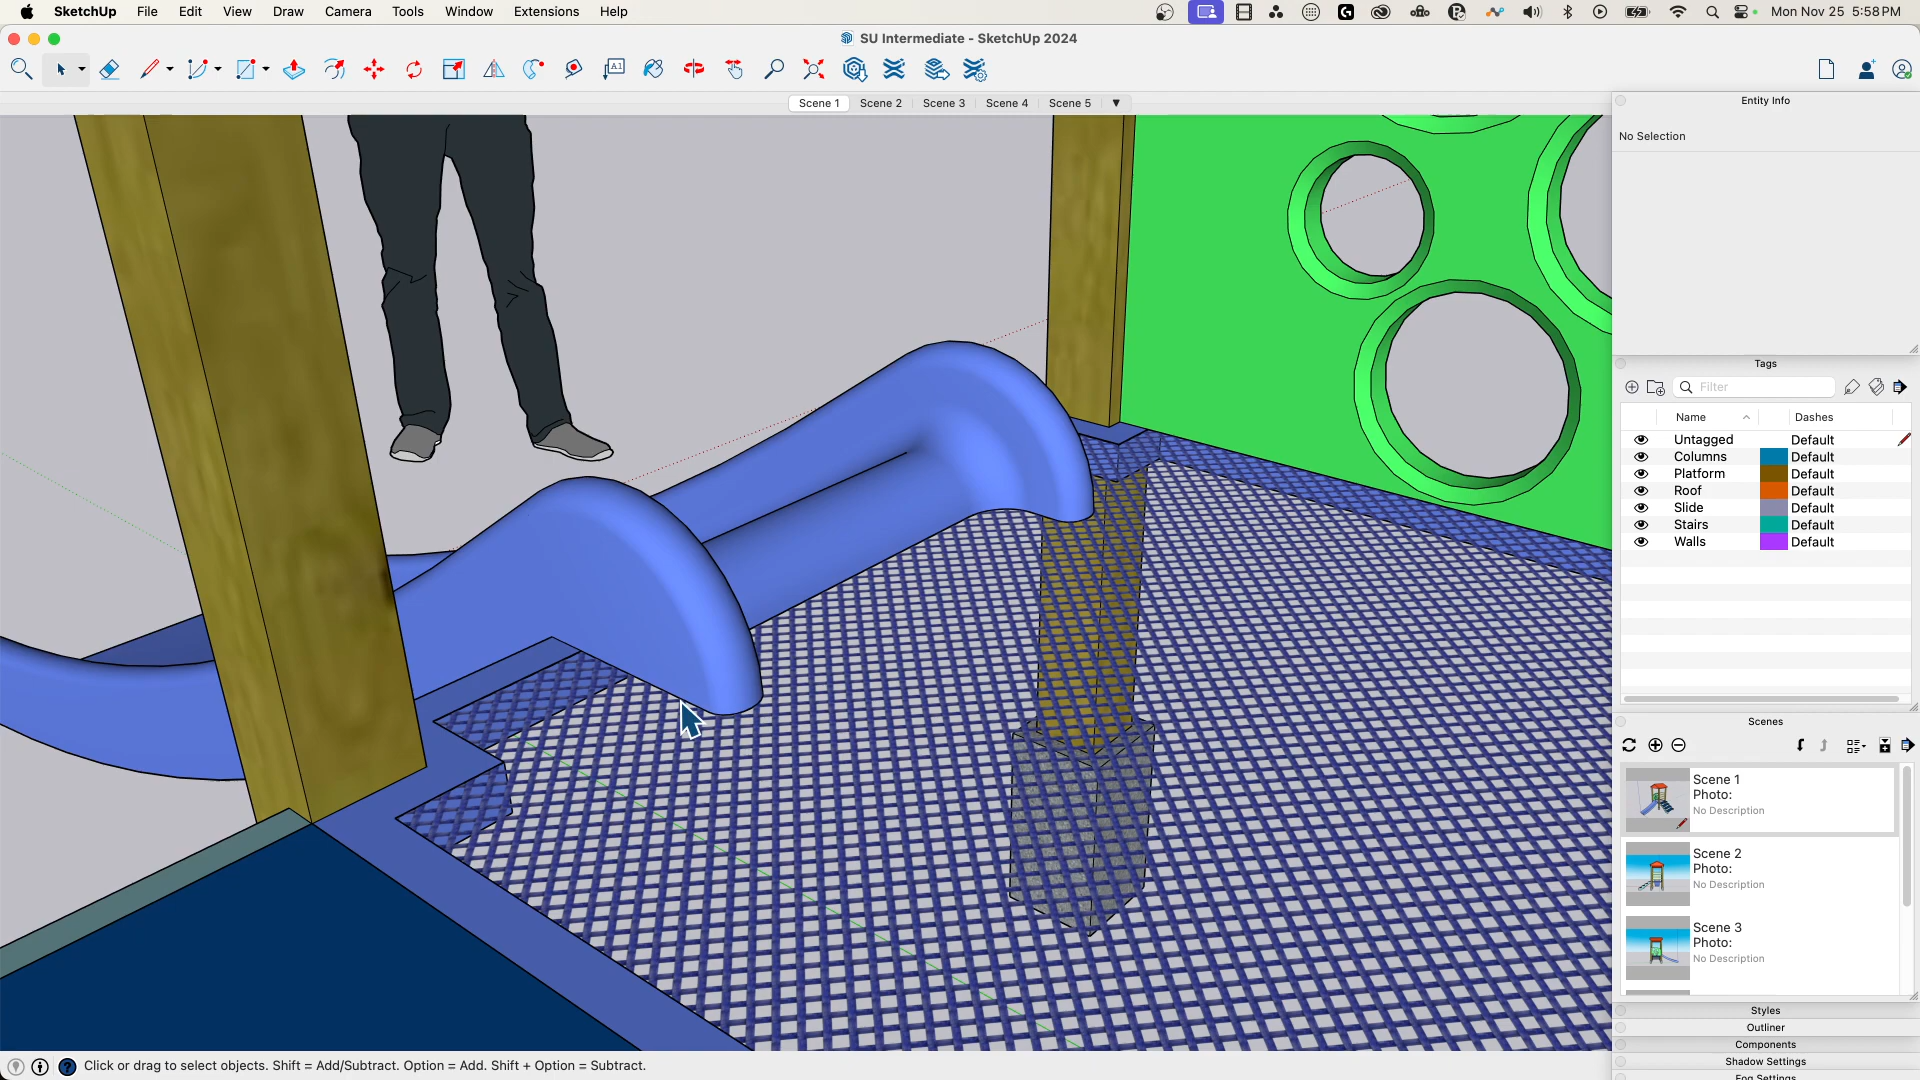 SketchUp File Edit View Draw Camera Tools Window Extensions Help Mon Nov 25 5:58 PM
SU Intermediate - SketchUp 2024
A1
Scene 1 Scene 2 Scene 3 Scene 4 Scene 5
Entity Info
No Selection
Tags
Filter
Name Dashes
Untagged Default
Columns Default
Platform Default
Roof Default
Slide Default
Stairs Default
Walls Default
Scenes
Scene 1
Photo:
No Description
Scene 2
Photo:
No Description
Scene 3
Photo:
No Description
Styles
Outliner
Components
Shadow Settings
Fog Settings
Click or drag to select objects. Shift = Add/Subtract. Option = Add. Shift + Option = Subtract.